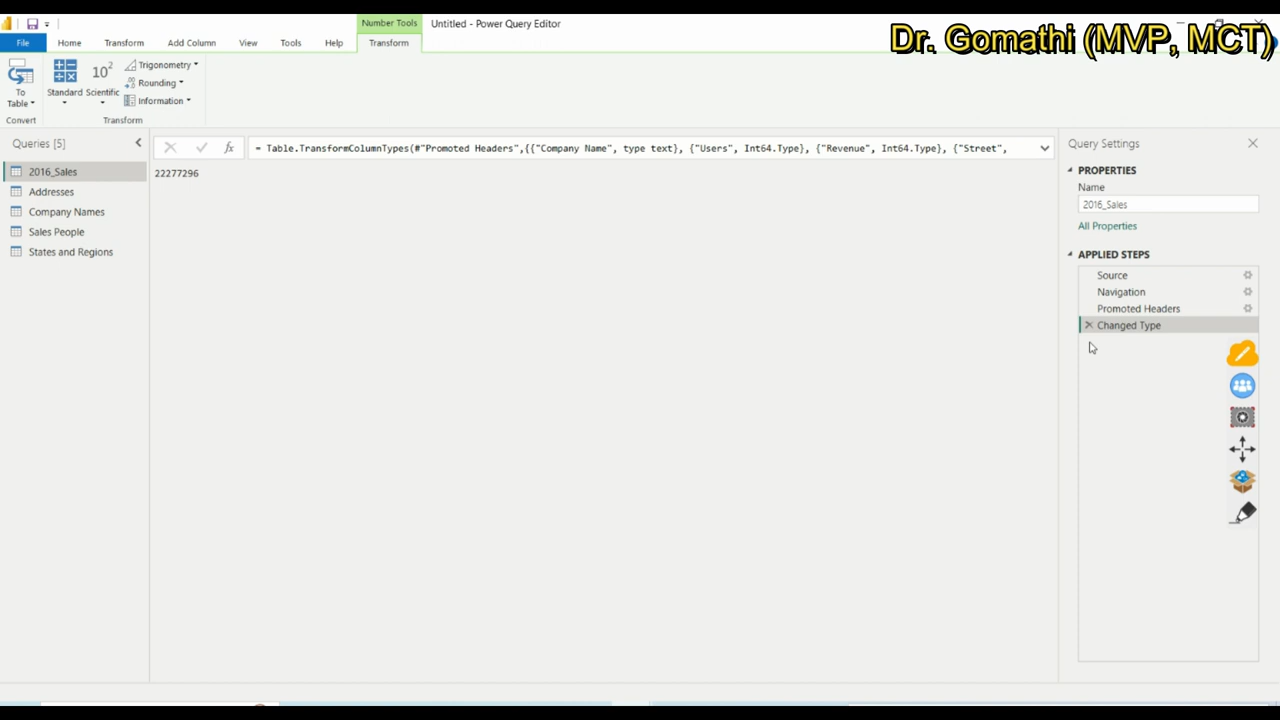 Untitled - Power Query Editor
Number Tools
Dr. Gomathi (MVP, MCT)
File Home Transform Add Column View Tools Help Transform
To Table
Standard
10² Scientific
Trigonometry
Rounding
Information
Convert
Transform
Queries [5]
2016_Sales
Addresses
Company Names
Sales People
States and Regions
fx = Table.TransformColumnTypes(#"Promoted Headers",{{"Company Name", type text}, {"Users", Int64.Type}, {"Revenue", Int64.Type}, {"Street",
22277296
Query Settings
PROPERTIES
Name
2016_Sales
All Properties
APPLIED STEPS
Source
Navigation
Promoted Headers
Changed Type